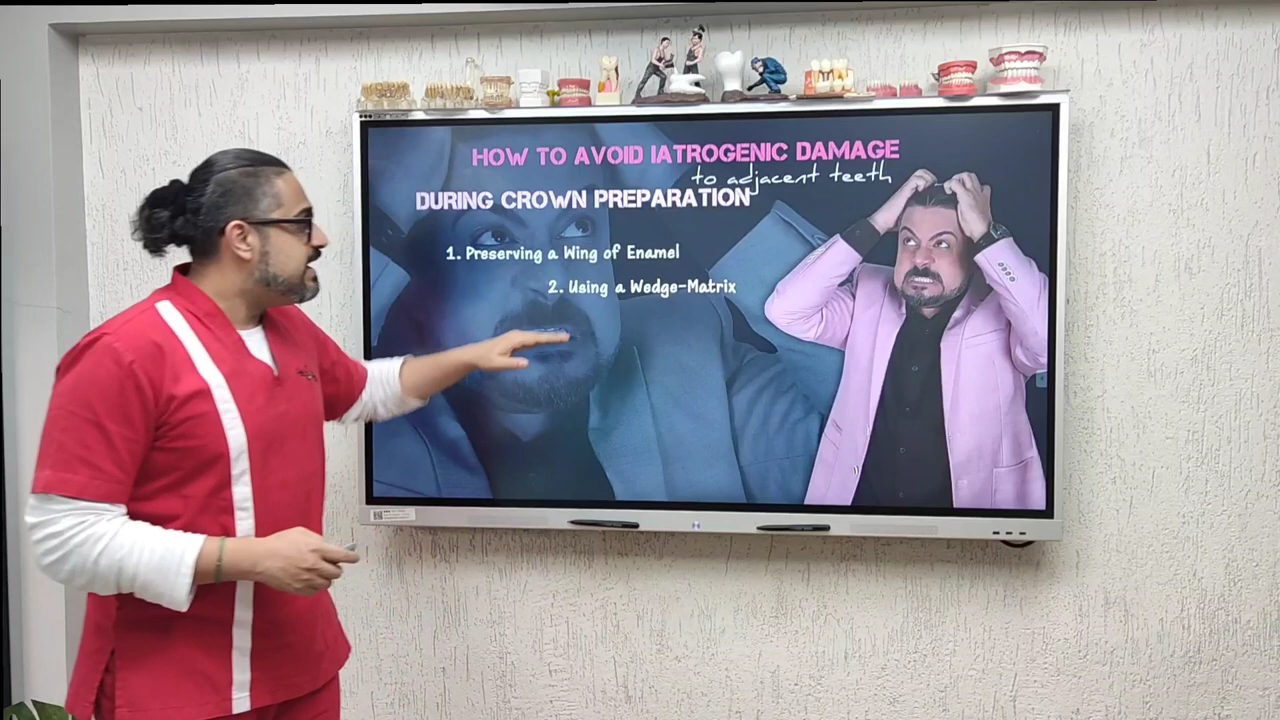 HOW TO AVOID IATROGENIC DAMAGE
to adjacent teeth
DURING CROWN PREPARATION
1. Preserving a Wing of Enamel
2. Using a Wedge-Matrix